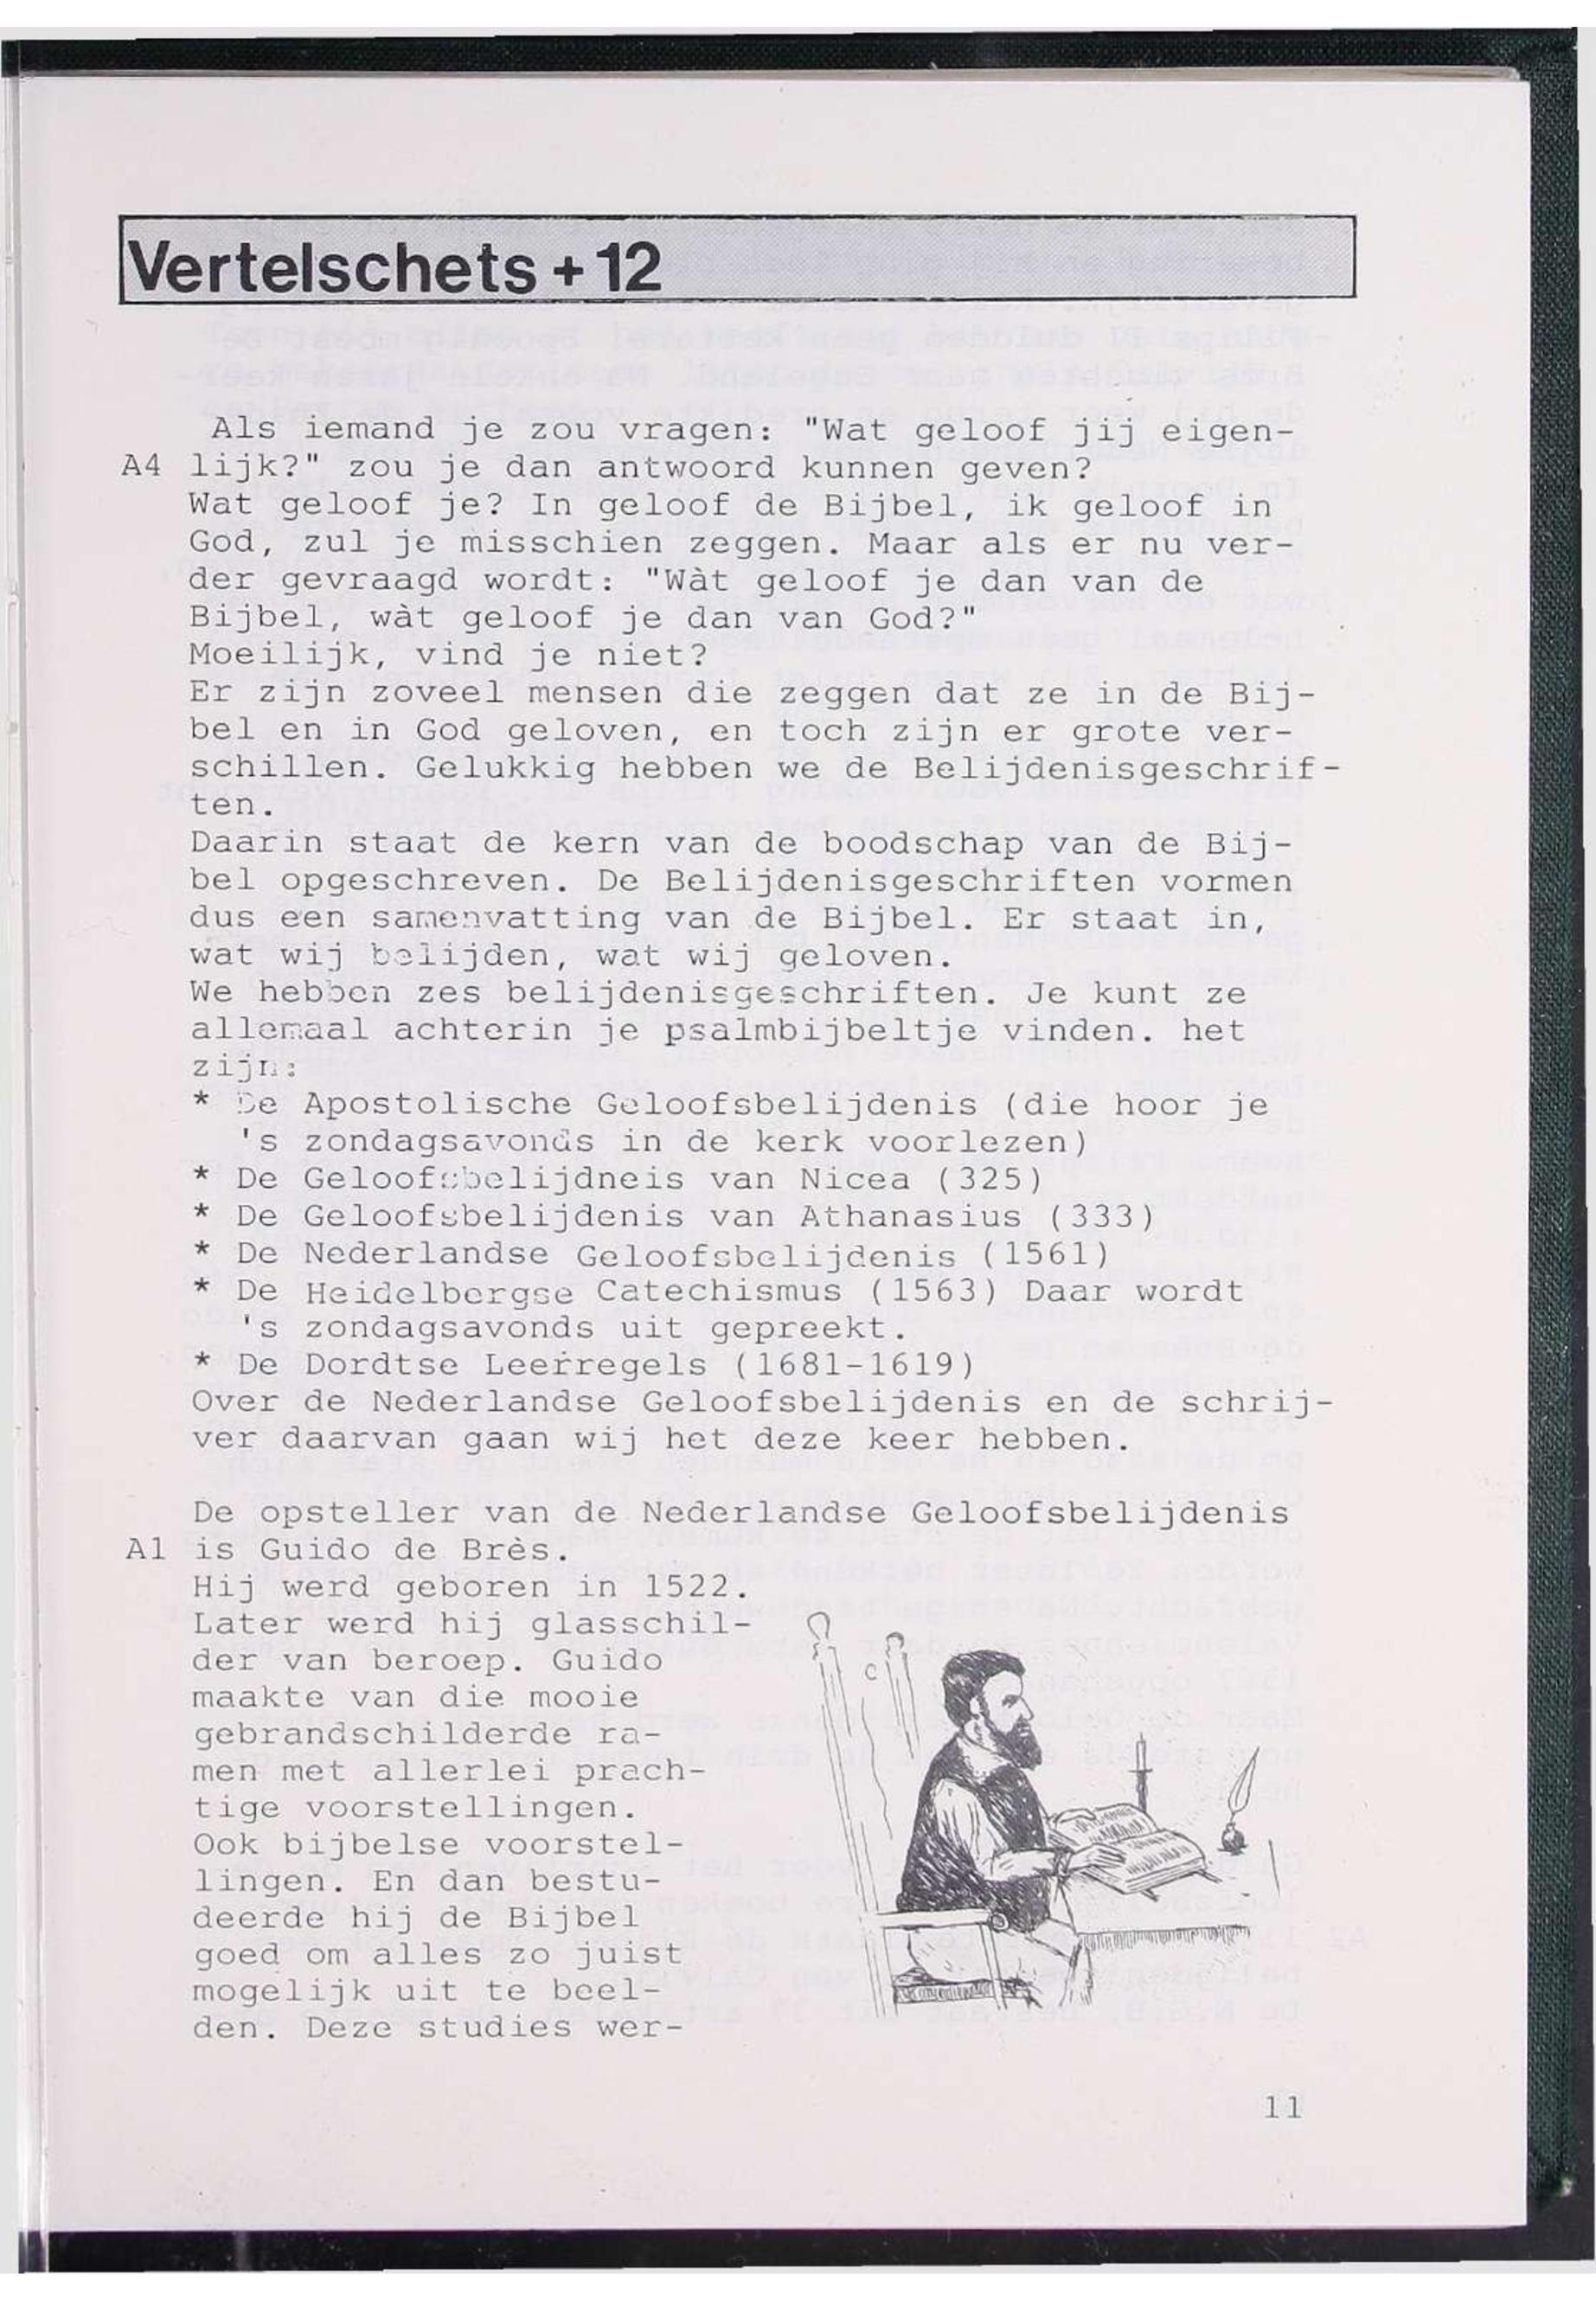 Vertelschets + 12
Als iemand je zou vragen: "Wat geloof jij eigen-
A4 lijk?" zou je dan antwoord kunnen geven?
Wat geloof je? In geloof de Bijbel, ik geloof in
God, zul je misschien zeggen. Maar als er nu ver-
der gevraagd wordt: "Wàt geloof je dan van de
Bijbel, wàt geloof je dan van God?"
Moeilijk, vind je niet?
Er zijn zoveel mensen die zeggen dat ze in de Bij-
bel en in God geloven, en toch zijn er grote ver-
schillen. Gelukkig hebben we de Belijdenisgeschrif-
ten.
Daarin staat de kern van de boodschap van de Bij-
bel opgeschreven. De Belijdenisgeschriften vormen
dus een samenvatting van de Bijbel. Er staat in,
wat wij belijden, wat wij geloven.
We hebben zes belijdenisgeschriften. Je kunt ze
allemaal achterin je psalmbijbeltje vinden. het
zijn:
* De Apostolische Geloofsbelijdenis (die hoor je
's zondagsavonds in de kerk voorlezen)
* De Geloofsbelijdneis van Nicea (325)
* De Geloofsbelijdenis van Athanasius (333)
* De Nederlandse Geloofsbelijdenis (1561)
* De Heidelbergse Catechismus (1563) Daar wordt
's zondagsavonds uit gepreekt.
* De Dordtse Leerregels (1681-1619)
Over de Nederlandse Geloofsbelijdenis en de schrij-
ver daarvan gaan wij het deze keer hebben.
De opsteller van de Nederlandse Geloofsbelijdenis
A1 is Guido de Brès.
Hij werd geboren in 1522.
Later werd hij glasschil-
der van beroep. Guido
maakte van die mooie
gebrandschilderde ra-
men met allerlei prach-
tige voorstellingen.
Ook bijbelse voorstel-
lingen. En dan bestu-
deerde hij de Bijbel
goed om alles zo juist
mogelijk uit te beel-
den. Deze studies wer-
11